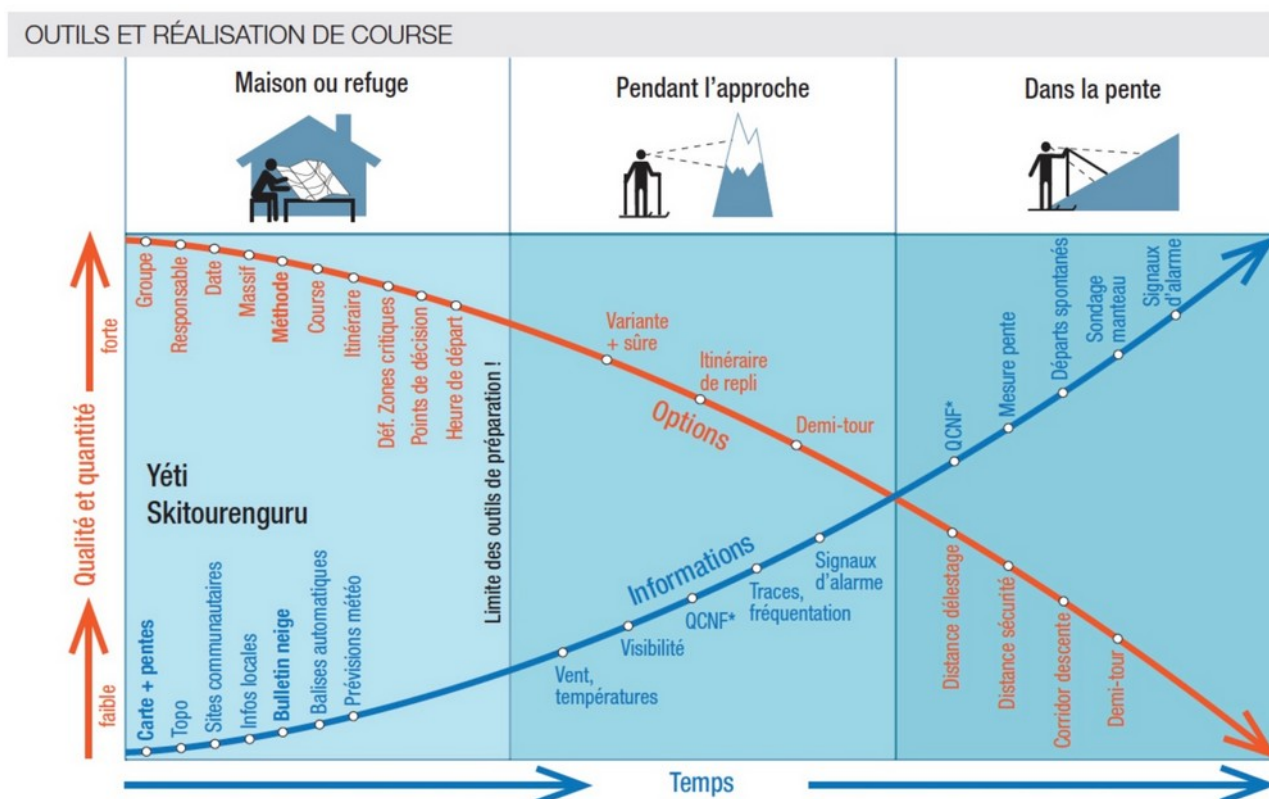 OUTILS ET RÉALISATION DE COURSE
Maison ou refuge
Pendant l'approche
Dans la pente
Qualité et quantité
forte
faible
Groupe
Responsable
Date
Massif
Méthode
Course
Itinéraire
Déf. Zones critiques
Points de décision
Heure de départ
Limite des outils de préparation !
Variante
+ sûre
Itinéraire
de repli
Options
Demi-tour
QCNF*
Mesure pente
Départs spontanés
Sondage
manteau
Signaux
d'alarme
Yéti
Skitourenguru
Carte + pentes
Topo
Sites communautaires
Infos locales
Bulletin neige
Balises automatiques
Prévisions météo
Informations
Vent,
températures
Visibilité
QCNF*
Traces,
fréquentation
Signaux
d'alarme
Distance délestage
Distance sécurité
Corridor descente
Demi-tour
Temps